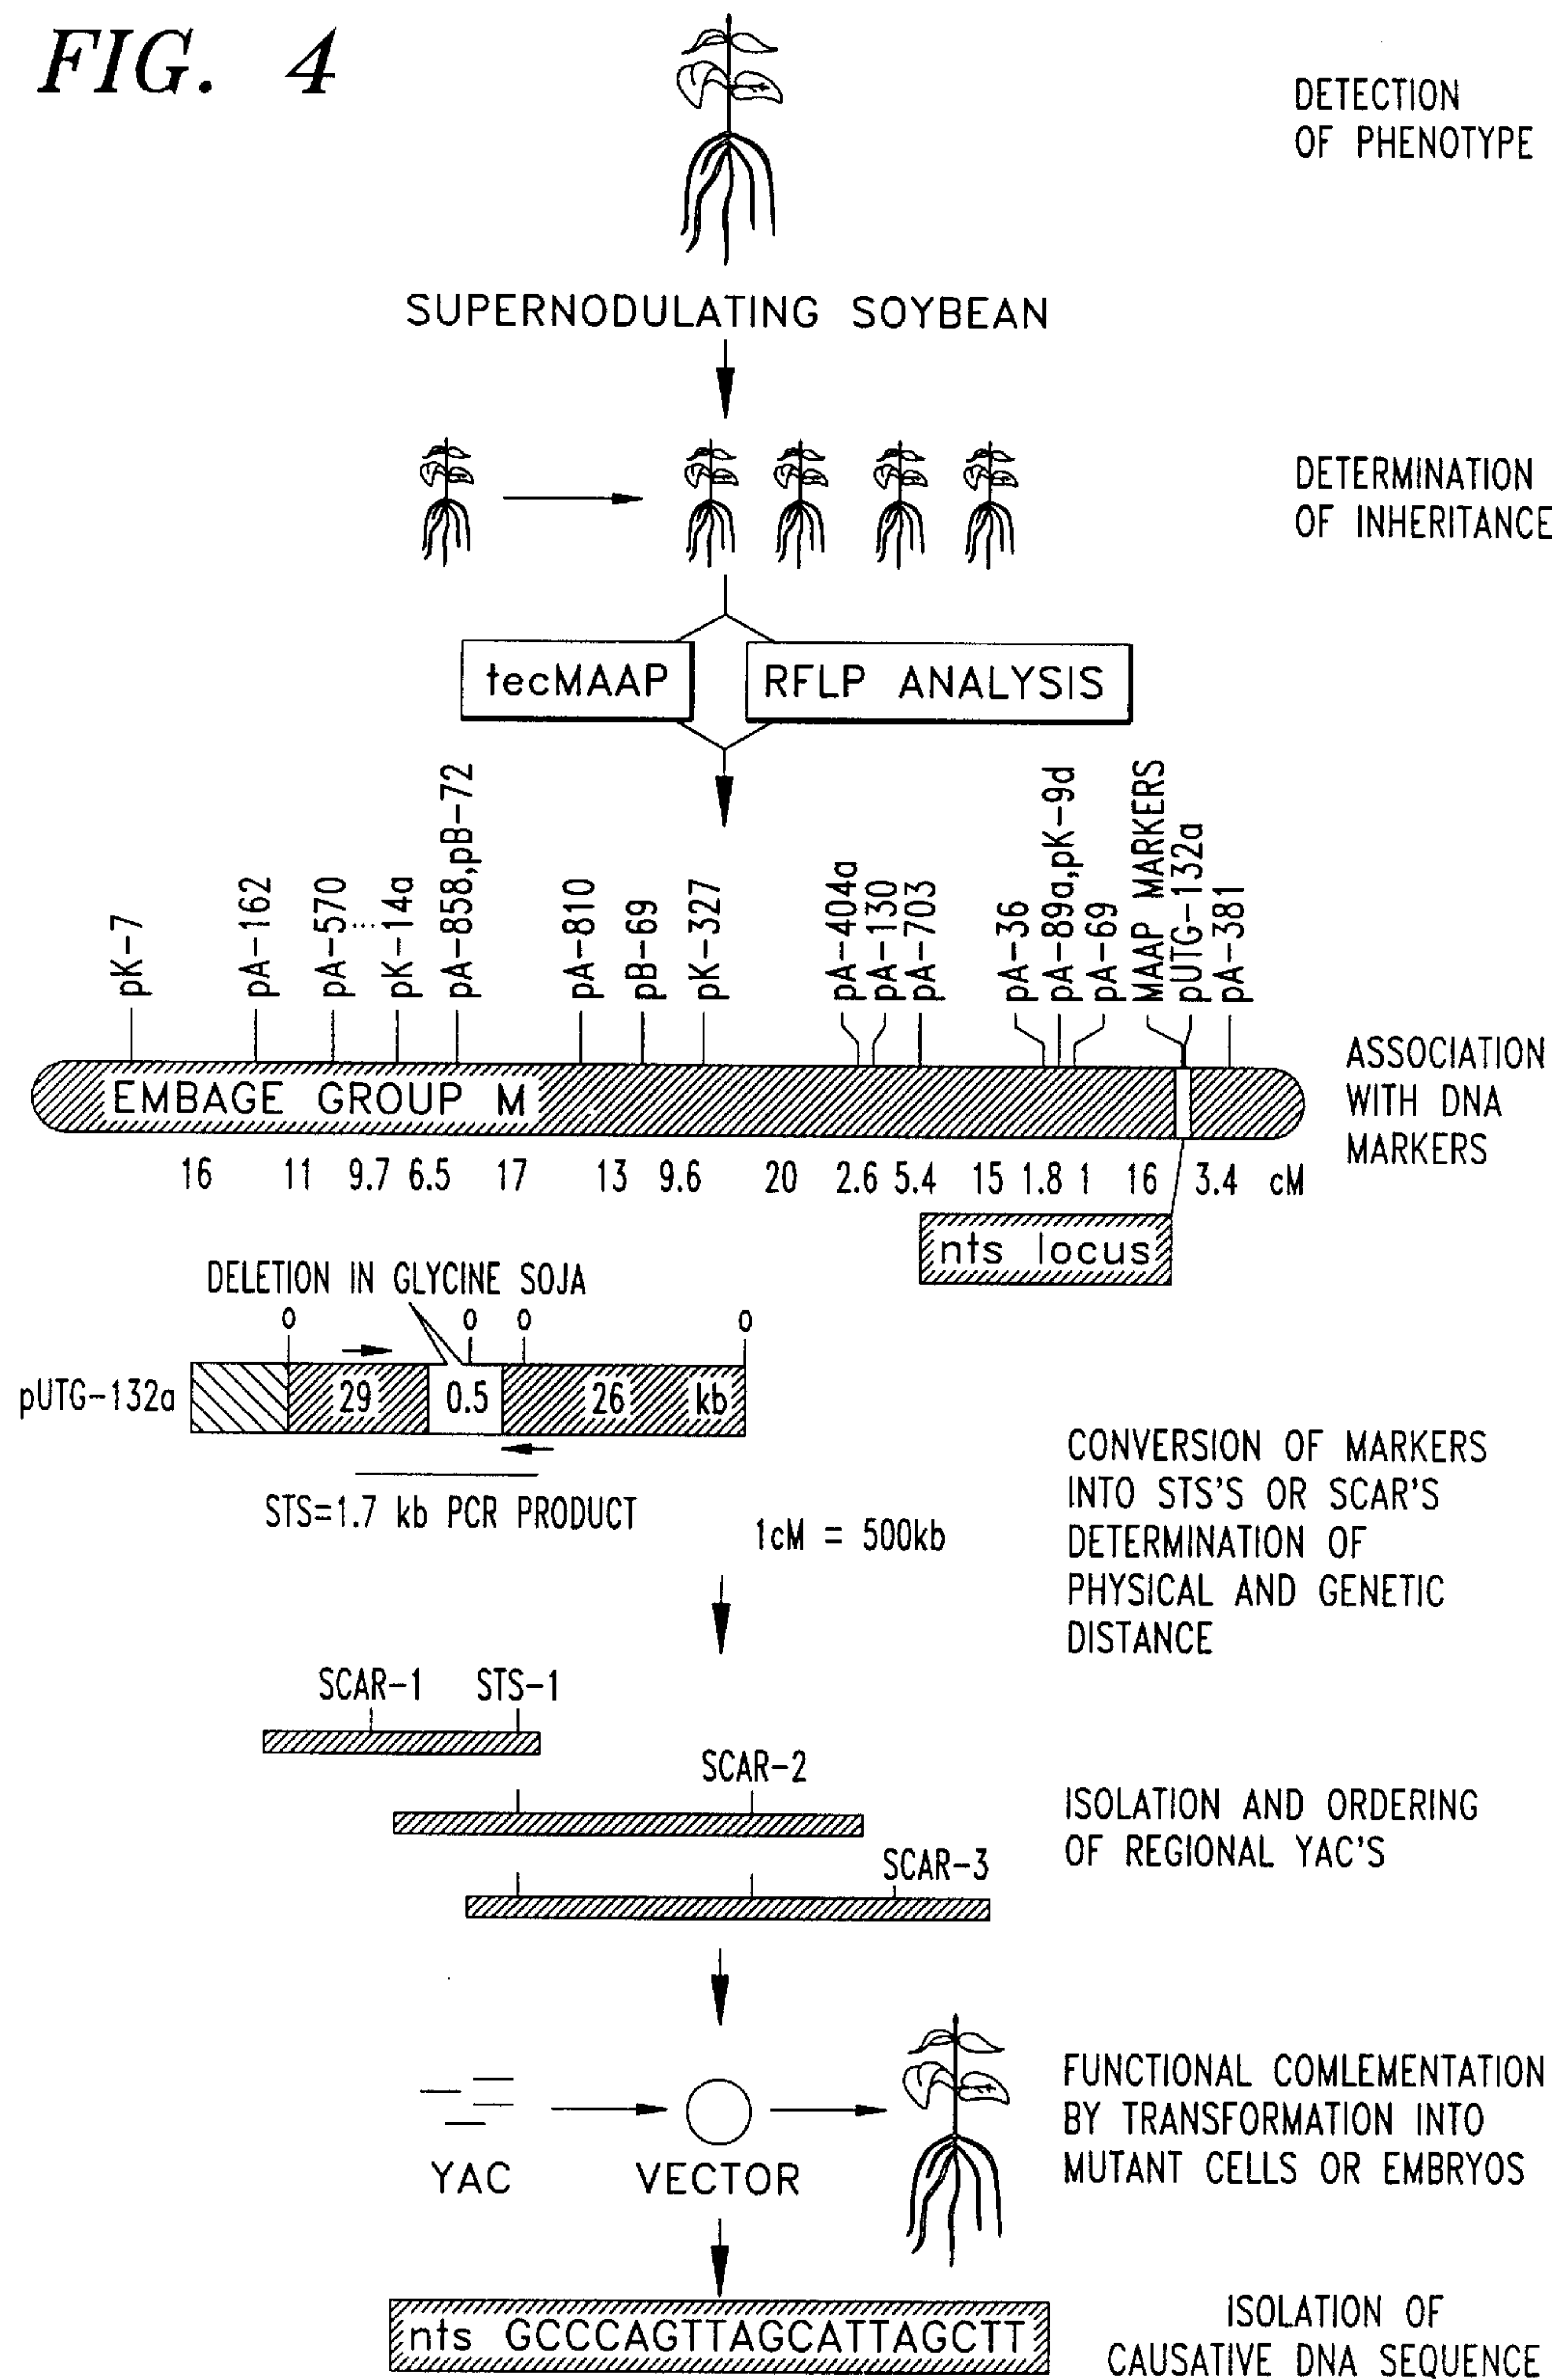 FIG. 4
DETECTION
OF PHENOTYPE
SUPERNODULATING SOYBEAN
DETERMINATION
OF INHERITANCE
tecMAAP
RFLP ANALYSIS
pK-7
pA-162
pA-570
pK-14a
pA-858,pB-72
pA-810
pB-69
pK-327
pA-404a
pA-130
pA-703
pA-36
pA-89a,pK-9d
pA-69
MAAP MARKERS
pUTG-132a
pA-381
EMBAGE GROUP M
ASSOCIATION
WITH DNA
MARKERS
16 11 9.7 6.5 17 13 9.6 20 2.6 5.4 15 1.8 1 16 3.4 cM
nts locus
DELETION IN GLYCINE SOJA
0 0 0 0
pUTG-132a 29 0.5 26 kb
STS=1.7 kb PCR PRODUCT
1cM = 500kb
CONVERSION OF MARKERS
INTO STS'S OR SCAR'S
DETERMINATION OF
PHYSICAL AND GENETIC
DISTANCE
SCAR-1 STS-1
SCAR-2
SCAR-3
ISOLATION AND ORDERING
OF REGIONAL YAC'S
YAC
VECTOR
FUNCTIONAL COMLEMENTATION
BY TRANSFORMATION INTO
MUTANT CELLS OR EMBRYOS
nts GCCCAGTTAGCATTAGCTT
ISOLATION OF
CAUSATIVE DNA SEQUENCE